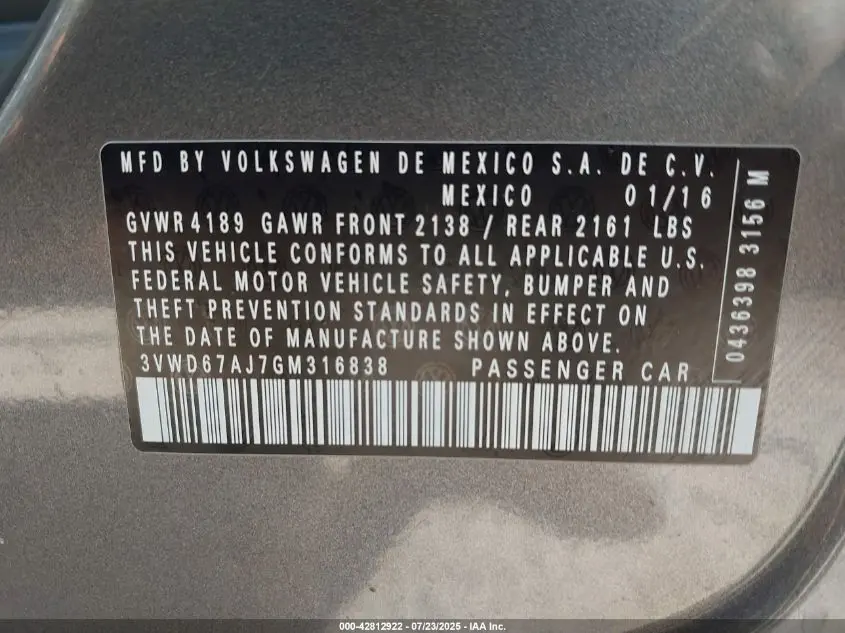 MFD BY VOLKSWAGEN DE MEXICO S.A. DE C.V.
MEXICO 01/16
GVWR 4189 GAWR FRONT 2138 / REAR 2161 LBS
THIS VEHICLE CONFORMS TO ALL APPLICABLE U.S.
FEDERAL MOTOR VEHICLE SAFETY, BUMPER AND
THEFT PREVENTION STANDARDS IN EFFECT ON
THE DATE OF MANUFACTURE SHOWN ABOVE.
3VWD67AJ7GM316838 PASSENGER CAR
0436398 3156 M
000-42812922 - 07/23/2025 - IAA Inc.